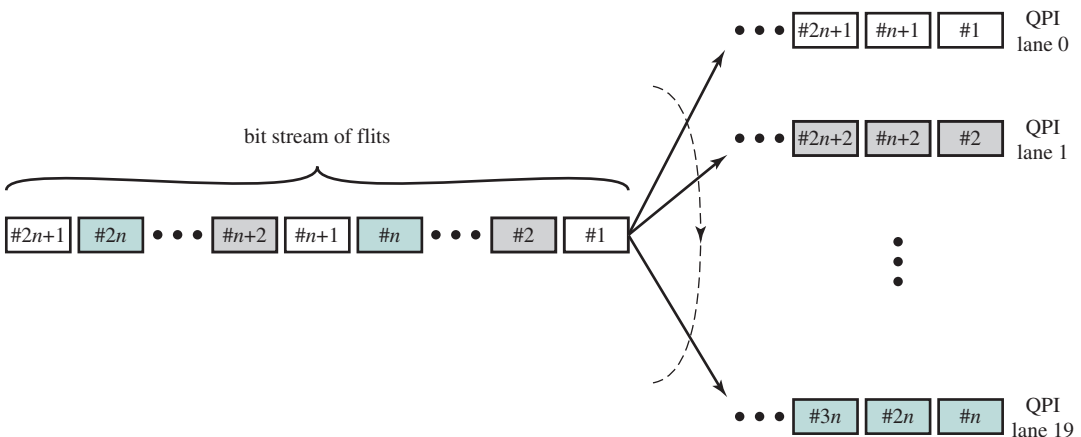 #2n+1 #n+1 #1 QPI
lane 0
#2n+2 #n+2 #2 QPI
lane 1
bit stream of flits
#2n+1 #2n #n+2 #n+1 #n #2 #1
#3n #2n #n QPI
lane 19